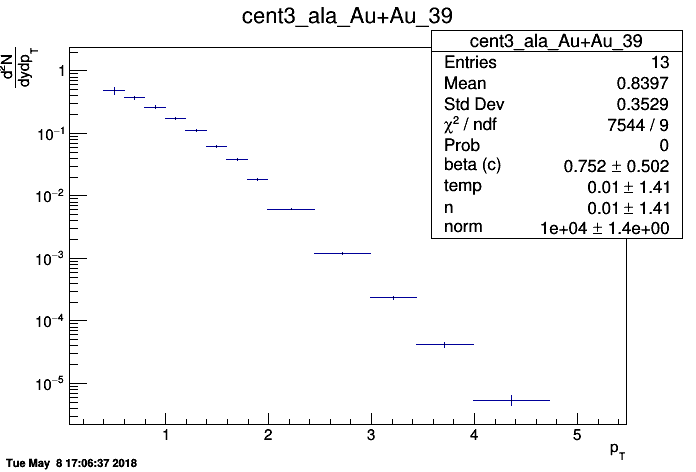 cent3_ala_Au+Au_39
d²N
dydp_T
cent3_ala_Au+Au_39
Entries 13
Mean 0.8397
Std Dev 0.3529
χ² / ndf 7544 / 9
Prob 0
beta (c) 0.752 ± 0.502
temp 0.01 ± 1.41
n 0.01 ± 1.41
norm 1e+04 ± 1.4e+00
1
10⁻¹
10⁻²
10⁻³
10⁻⁴
10⁻⁵
1 2 3 4 5
p_T
Tue May 8 17:06:37 2018